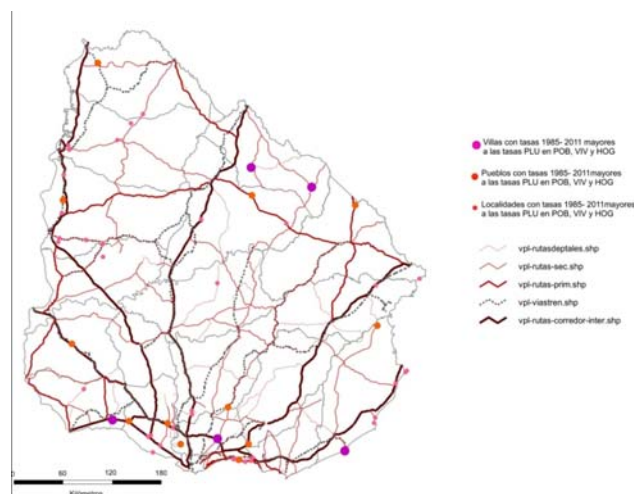 Villas con tasas 1985- 2011 mayores
a las tasas PLU en POB, VIV y HOG
Pueblos con tasas 1985- 2011mayores
a las tasas PLU en POB, VIV y HOG
Localidades con tasas 1985- 2011mayores
a las tasas PLU en POB, VIV y HOG
vpl-rutasdeptales.shp
vpl-rutas-sec.shp
vpl-rutas-prim.shp
vpl-viastren.shp
vpl-rutas-corredor-inter.shp
0 60 120 180